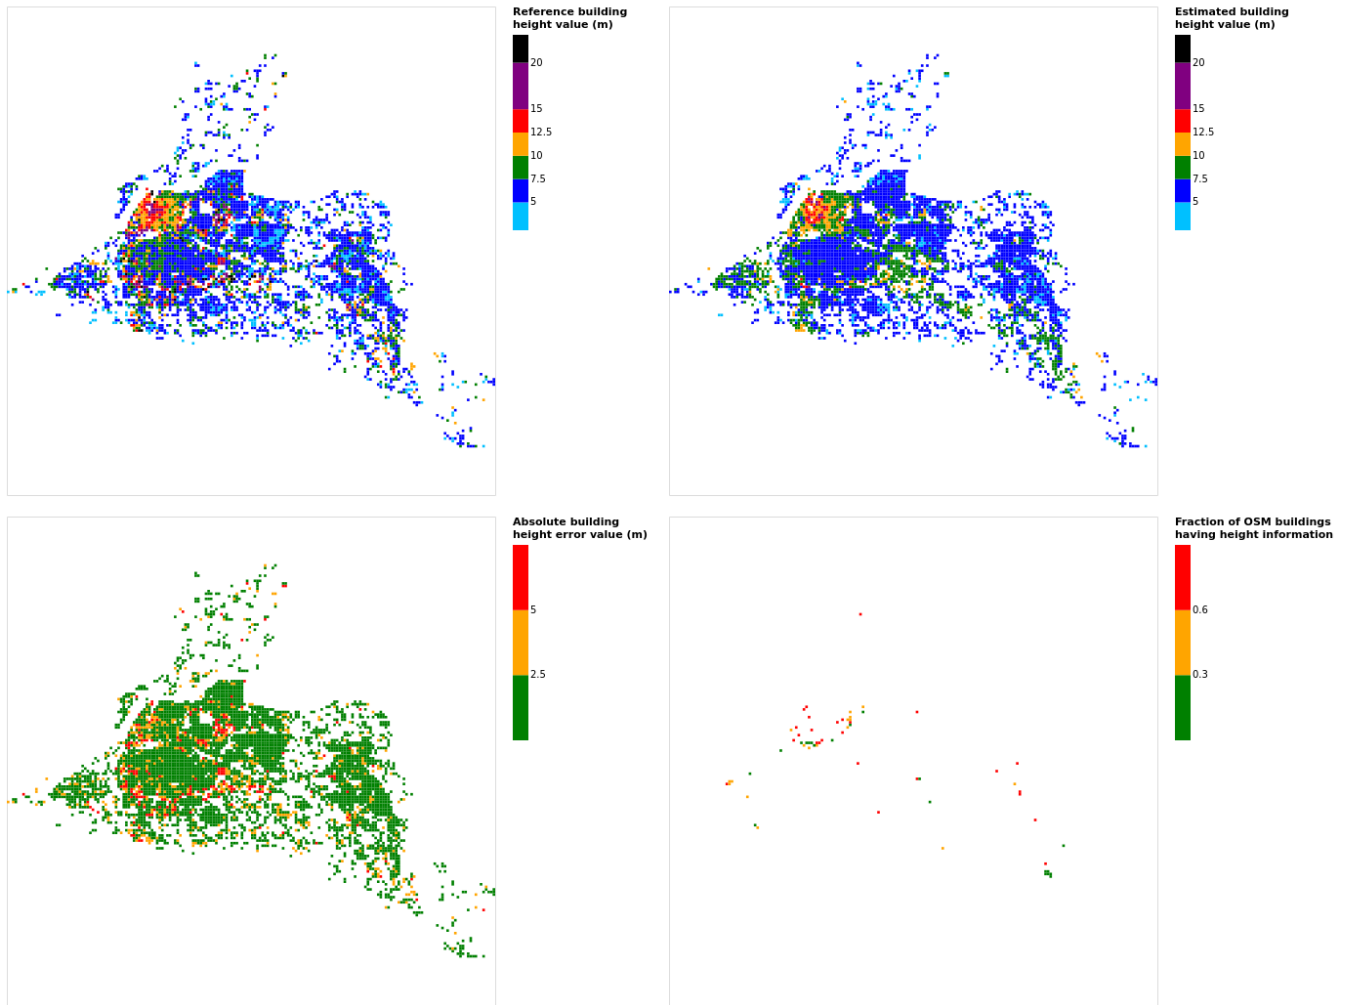 Reference building
height value (m)
20
15
12.5
10
7.5
5
Estimated building
height value (m)
20
15
12.5
10
7.5
5
Absolute building
height error value (m)
5
2.5
Fraction of OSM buildings
having height information
0.6
0.3